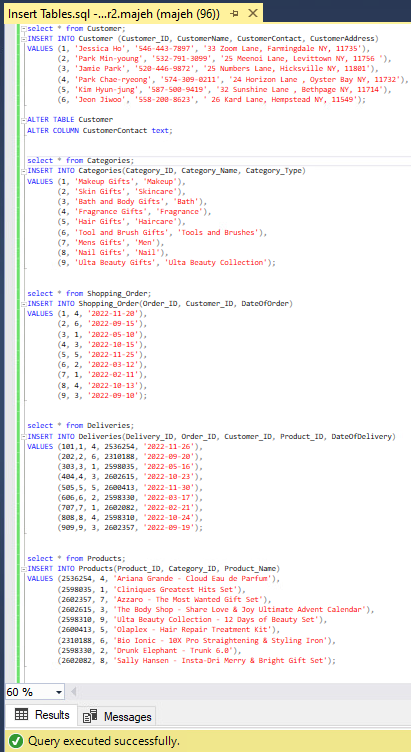 Insert Tables.sql -...r2.majeh (majeh (96))
select * from Customer;
INSERT INTO Customer (Customer_ID, CustomerName, CustomerContact, CustomerAddress)
VALUES (1, 'Jessica Ho', '546-443-7897', '33 Zoom Lane, Farmingdale NY, 11735'),
(2, 'Park Min-young', '532-791-3099', '25 Meenoi Lane, Levittown NY, 11756 '),
(3, 'Jamie Park', '520-446-9872', '25 Numbers Lane, Hicksville NY, 11801'),
(4, 'Park Chae-ryeong', '574-309-0211', '24 Horizon Lane , Oyster Bay NY, 11732'),
(5, 'Kim Hyun-jung', '587-500-9419', '32 Sunshine Lane , Bethpage NY, 11714'),
(6, 'Jeon Jiwoo', '558-200-8623', ' 26 Kard Lane, Hempstead NY, 11549');
ALTER TABLE Customer
ALTER COLUMN CustomerContact text;
select * from Categories;
INSERT INTO Categories(Category_ID, Category_Name, Category_Type)
VALUES (1, 'Makeup Gifts', 'Makeup'),
(2, 'Skin Gifts', 'Skincare'),
(3, 'Bath and Body Gifts', 'Bath'),
(4, 'Fragrance Gifts', 'Fragrance'),
(5, 'Hair Gifts', 'Haircare'),
(6, 'Tool and Brush Gifts', 'Tools and Brushes'),
(7, 'Mens Gifts', 'Men'),
(8, 'Nail Gifts', 'Nail'),
(9, 'Ulta Beauty Gifts', 'Ulta Beauty Collection');
select * from Shopping_Order;
INSERT INTO Shopping_Order(Order_ID, Customer_ID, DateOfOrder)
VALUES (1, 4, '2022-11-20'),
(2, 6, '2022-09-15'),
(3, 1, '2022-05-10'),
(4, 3, '2022-10-15'),
(5, 5, '2022-11-25'),
(6, 2, '2022-03-12'),
(7, 1, '2022-02-11'),
(8, 4, '2022-10-13'),
(9, 3, '2022-09-10');
select * from Deliveries;
INSERT INTO Deliveries(Delivery_ID, Order_ID, Customer_ID, Product_ID, DateOfDelivery)
VALUES (101,1, 4, 2536254, '2022-11-26'),
(202,2, 6, 2310188, '2022-09-20'),
(303,3, 1, 2598035, '2022-05-16'),
(404,4, 3, 2602615, '2022-10-23'),
(505,5, 5, 2600413, '2022-11-30'),
(606,6, 2, 2598330, '2022-03-17'),
(707,7, 1, 2602082, '2022-02-21'),
(808,8, 4, 2598310, '2022-10-24'),
(909,9, 3, 2602357, '2022-09-19');
select * from Products;
INSERT INTO Products(Product_ID, Category_ID, Product_Name)
VALUES (2536254, 4, 'Ariana Grande - Cloud Eau de Parfum'),
(2598035, 1, 'Cliniques Greatest Hits Set'),
(2602357, 7, 'Azzaro - The Most Wanted Gift Set'),
(2602615, 3, 'The Body Shop - Share Love & Joy Ultimate Advent Calendar'),
(2598310, 9, 'Ulta Beauty Collection - 12 Days of Beauty Set'),
(2600413, 5, 'Olaplex - Hair Repair Treatment Kit'),
(2310188, 6, 'Bio Ionic - 10X Pro Straightening & Styling Iron'),
(2598330, 2, 'Drunk Elephant - Trunk 6.0'),
(2602082, 8, 'Sally Hansen - Insta-Dri Merry & Bright Gift Set');
60 %
Results Messages
Query executed successfully.